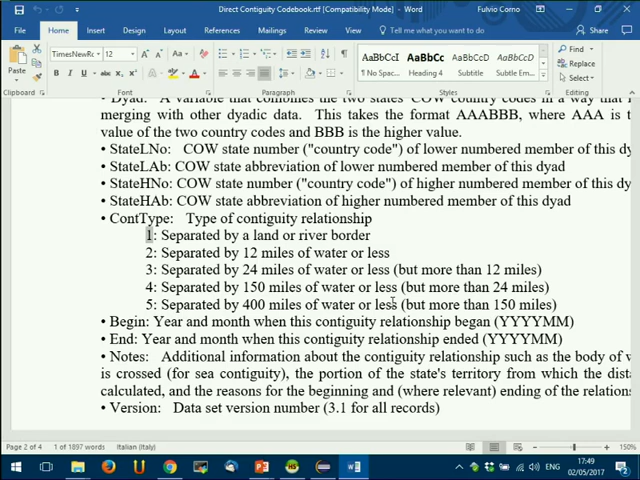 Direct Contiguity Codebook.rtf [Compatibility Mode] - Word
Fulvio Corno
File Home Insert Design Layout References Mailings Review View Tell me what you want to do Share
Paste
TimesNewRo 12
AaBbCcI AaBbCc AaBbCcD AaBbCcD
¶ No Spac... Heading 4 Subtitle Subtle Em...
Find
Replace
Select
Clipboard Font Paragraph Styles Editing
• Dyad: A variable that combines the two states' COW country codes in a way that
merging with other dyadic data. This takes the format AAABBB, where AAA is t
value of the two country codes and BBB is the higher value.
• StateLNo: COW state number ("country code") of lower numbered member of this dy
• StateLAb: COW state abbreviation of lower numbered member of this dyad
• StateHNo: COW state number ("country code") of higher numbered member of this dy
• StateHAb: COW state abbreviation of higher numbered member of this dyad
• ContType: Type of contiguity relationship
1: Separated by a land or river border
2: Separated by 12 miles of water or less
3: Separated by 24 miles of water or less (but more than 12 miles)
4: Separated by 150 miles of water or less (but more than 24 miles)
5: Separated by 400 miles of water or less (but more than 150 miles)
• Begin: Year and month when this contiguity relationship began (YYYYMM)
• End: Year and month when this contiguity relationship ended (YYYYMM)
• Notes: Additional information about the contiguity relationship such as the body of w
is crossed (for sea contiguity), the portion of the state's territory from which the dist
calculated, and the reasons for the beginning and (where relevant) ending of the relation
• Version: Data set version number (3.1 for all records)
Page 2 of 4 1 of 1897 words Italian (Italy) 150%
ENG 17:49
02/05/2017